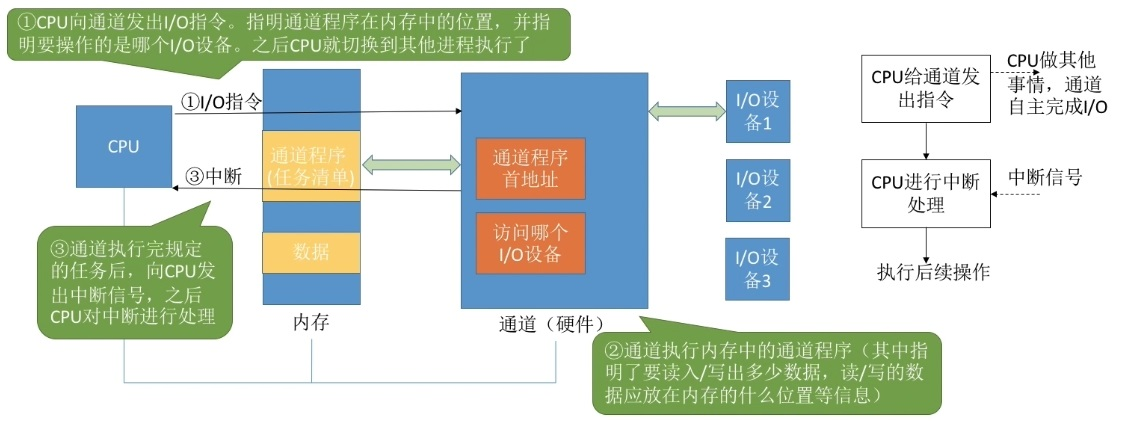 ①CPU向通道发出I/O指令。指明通道程序在内存中的位置，并指
明要操作的是哪个I/O设备。之后CPU就切换到其他进程执行了
①I/O指令
CPU
通道程序
(任务清单)
③中断
数据
内存
通道程序
首地址
访问哪个
I/O设备
通道（硬件）
I/O设
备1
I/O设
备2
I/O设
备3
③通道执行完规定
的任务后，向CPU发
出中断信号，之后
CPU对中断进行处理
②通道执行内存中的通道程序（其中指
明了要读入/写出多少数据，读/写的数
据应放在内存的什么位置等信息）
CPU给通道发
出指令
CPU做其他
事情，通道
自主完成I/O
CPU进行中断
处理
中断信号
执行后续操作